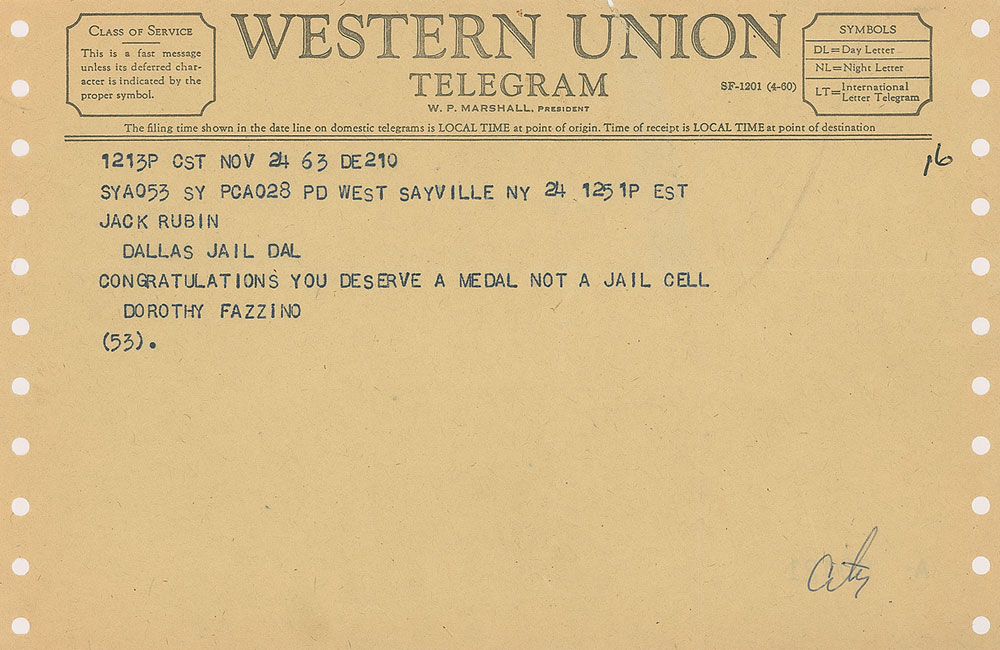 CLASS OF SERVICE
This is a fast message
unless its deferred char-
acter is indicated by the
proper symbol.
WESTERN UNION
TELEGRAM
W. P. MARSHALL, PRESIDENT
SF-1201 (4-60)
SYMBOLS
DL=Day Letter
NL=Night Letter
LT=International Letter Telegram
The filing time shown in the date line on domestic telegrams is LOCAL TIME at point of origin. Time of receipt is LOCAL TIME at point of destination
1213P CST NOV 24 63 DE210
16
SYA053 SY PCA028 PD WEST SAYVILLE NY 24 1251P EST
JACK RUBIN
DALLAS JAIL DAL
CONGRATULATIONS YOU DESERVE A MEDAL NOT A JAIL CELL
DOROTHY FAZZINO
(53).
City